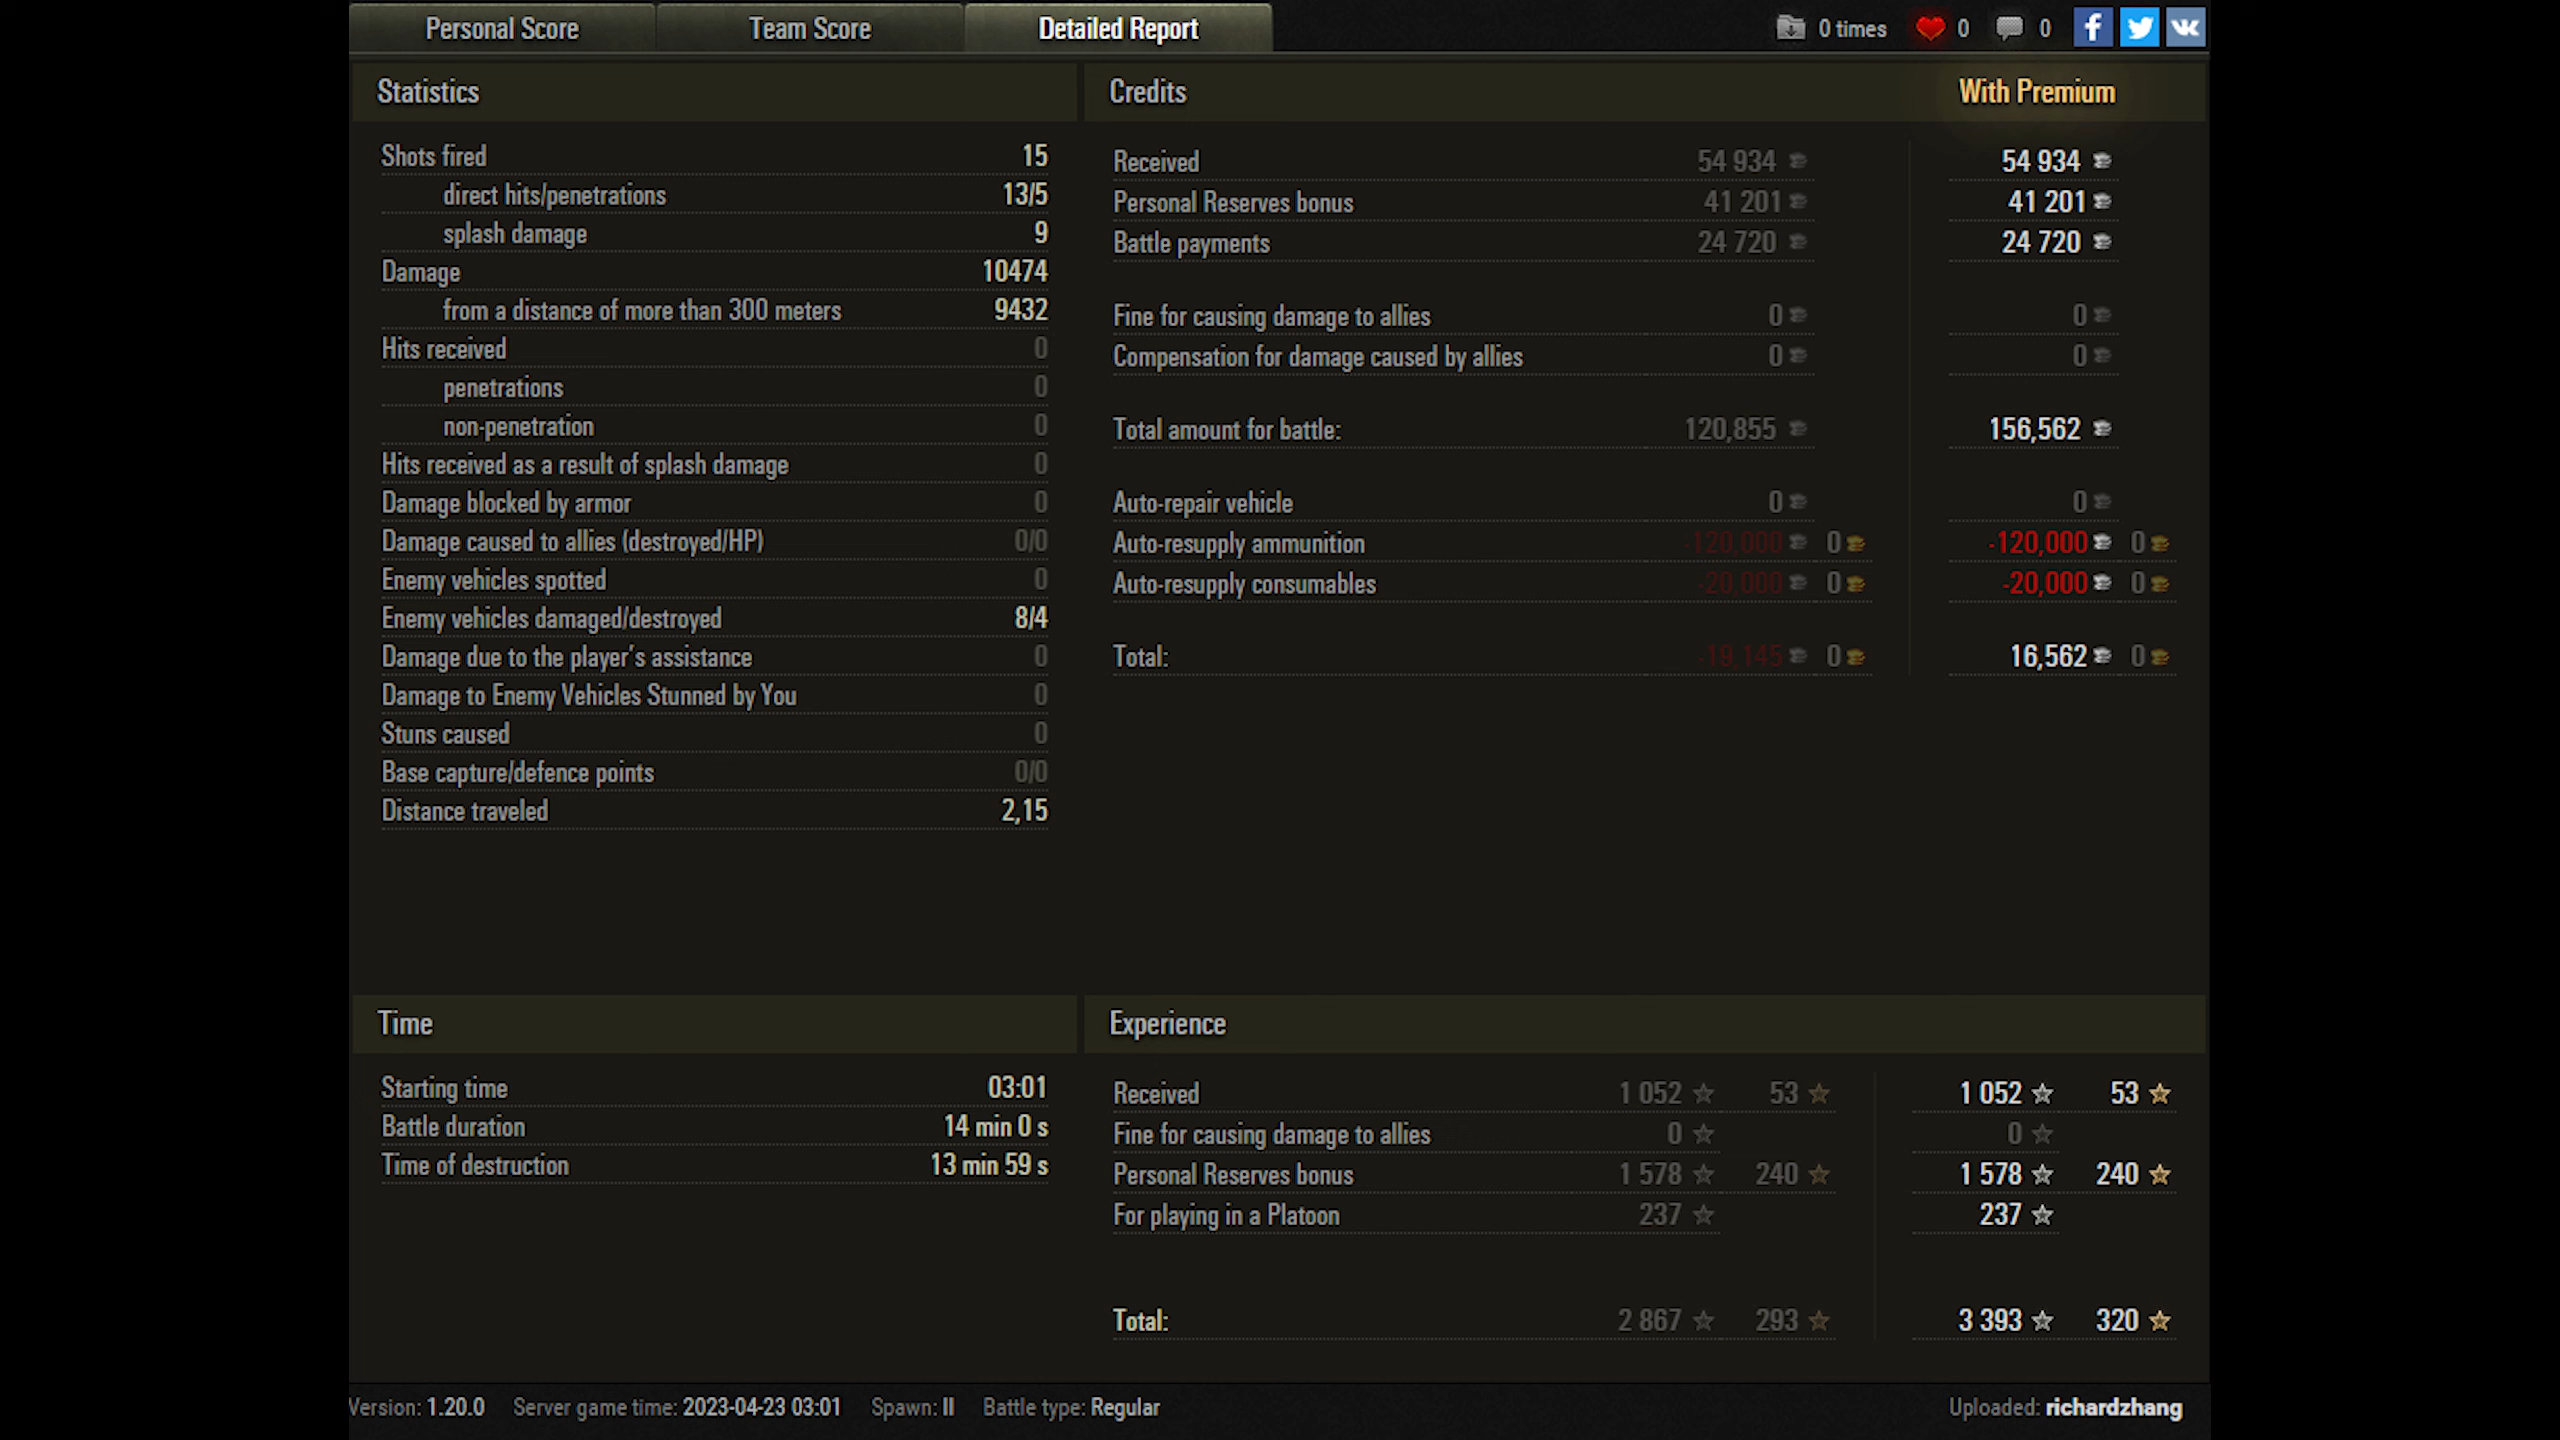 Personal Score Team Score Detailed Report 0 times 0 0
Statistics
Shots fired 15
direct hits/penetrations 13/5
splash damage 9
Damage 10474
from a distance of more than 300 meters 9432
Hits received 0
penetrations 0
non-penetration 0
Hits received as a result of splash damage 0
Damage blocked by armor 0
Damage caused to allies (destroyed/HP) 0/0
Enemy vehicles spotted 0
Enemy vehicles damaged/destroyed 8/4
Damage due to the player's assistance 0
Damage to Enemy Vehicles Stunned by You 0
Stuns caused 0
Base capture/defence points 0/0
Distance traveled 2,15
Credits With Premium
Received 54 934 54 934
Personal Reserves bonus 41 201 41 201
Battle payments 24 720 24 720
Fine for causing damage to allies 0 0
Compensation for damage caused by allies 0 0
Total amount for battle: 120,855 156,562
Auto-repair vehicle 0 0
Auto-resupply ammunition -120,000 0 -120,000 0
Auto-resupply consumables -20,000 0 -20,000 0
Total: -19,145 0 16,562 0
Time
Starting time 03:01
Battle duration 14 min 0 s
Time of destruction 13 min 59 s
Experience
Received 1 052 53 1 052 53
Fine for causing damage to allies 0 0
Personal Reserves bonus 1 578 240 1 578 240
For playing in a Platoon 237 237
Total: 2 867 293 3 393 320
Version: 1.20.0 Server game time: 2023-04-23 03:01 Spawn: II Battle type: Regular Uploaded: richardzhang